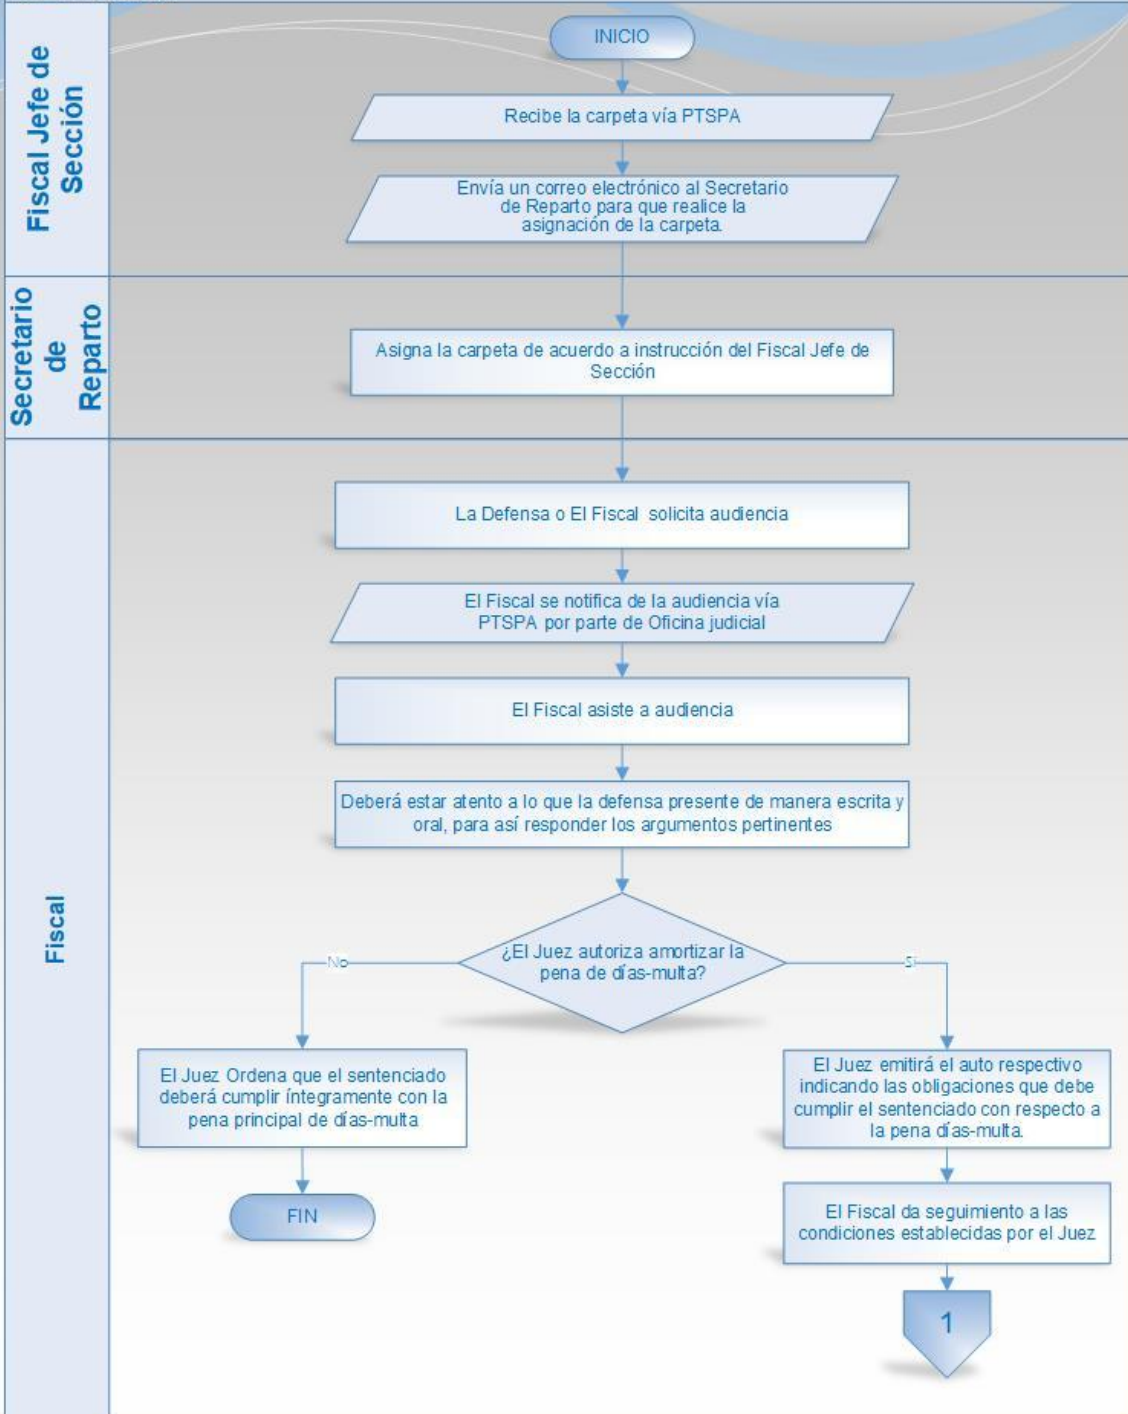 Fiscal Jefe de
Sección
INICIO
Recibe la carpeta vía PTSPA
Envía un correo electrónico al Secretario
de Reparto para que realice la
asignación de la carpeta.
Secretario
de
Reparto
Asigna la carpeta de acuerdo a instrucción del Fiscal Jefe de
Sección
Fiscal
La Defensa o El Fiscal solicita audiencia
El Fiscal se notifica de la audiencia vía
PTSPA por parte de Oficina judicial
El Fiscal asiste a audiencia
Deberá estar atento a lo que la defensa presente de manera escrita y
oral, para así responder los argumentos pertinentes
¿El Juez autoriza amortizar la
pena de días-multa?
No
Si
El Juez Ordena que el sentenciado
deberá cumplir íntegramente con la
pena principal de días-multa
FIN
El Juez emitirá el auto respectivo
indicando las obligaciones que debe
cumplir el sentenciado con respecto a
la pena días-multa.
El Fiscal da seguimiento a las
condiciones establecidas por el Juez
1